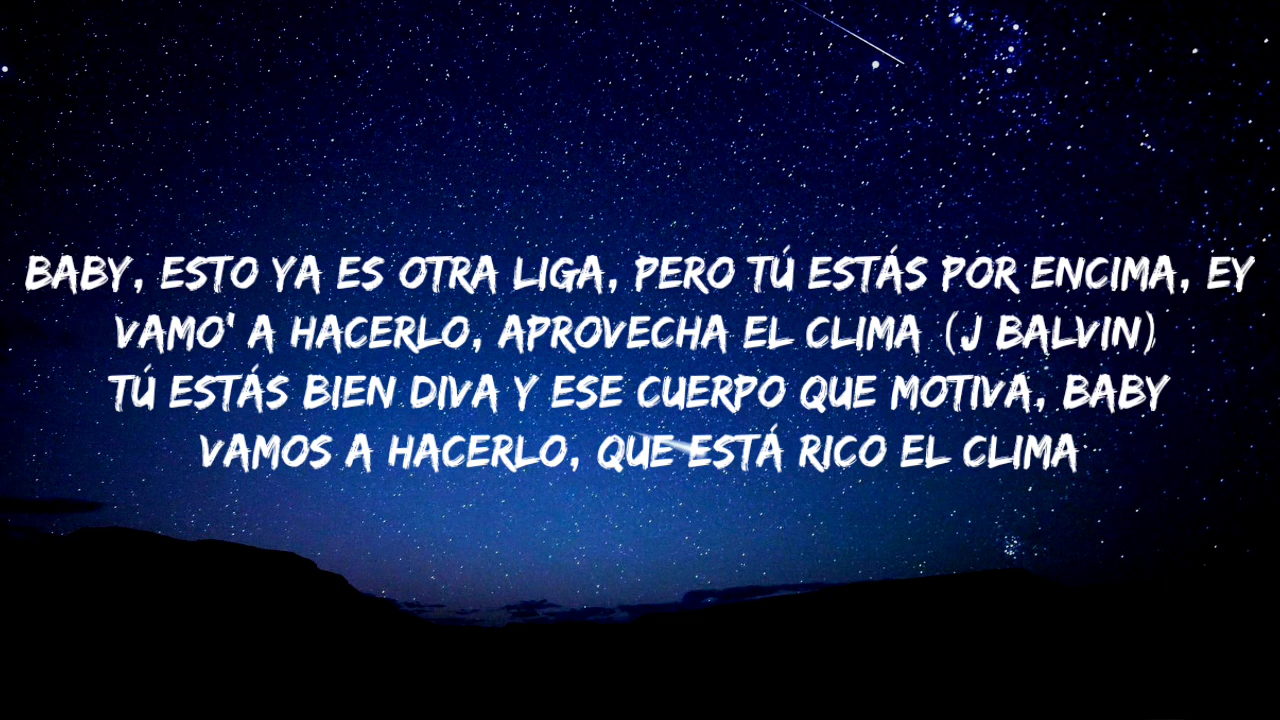 BABY, ESTO YA ES OTRA LIGA, PERO TÚ ESTÁS POR ENCIMA, EY
VAMO' A HACERLO, APROVECHA EL CLIMA (J BALVIN)
TÚ ESTÁS BIEN DIVA Y ESE CUERPO QUE MOTIVA, BABY
VAMOS A HACERLO, QUE ESTÁ RICO EL CLIMA